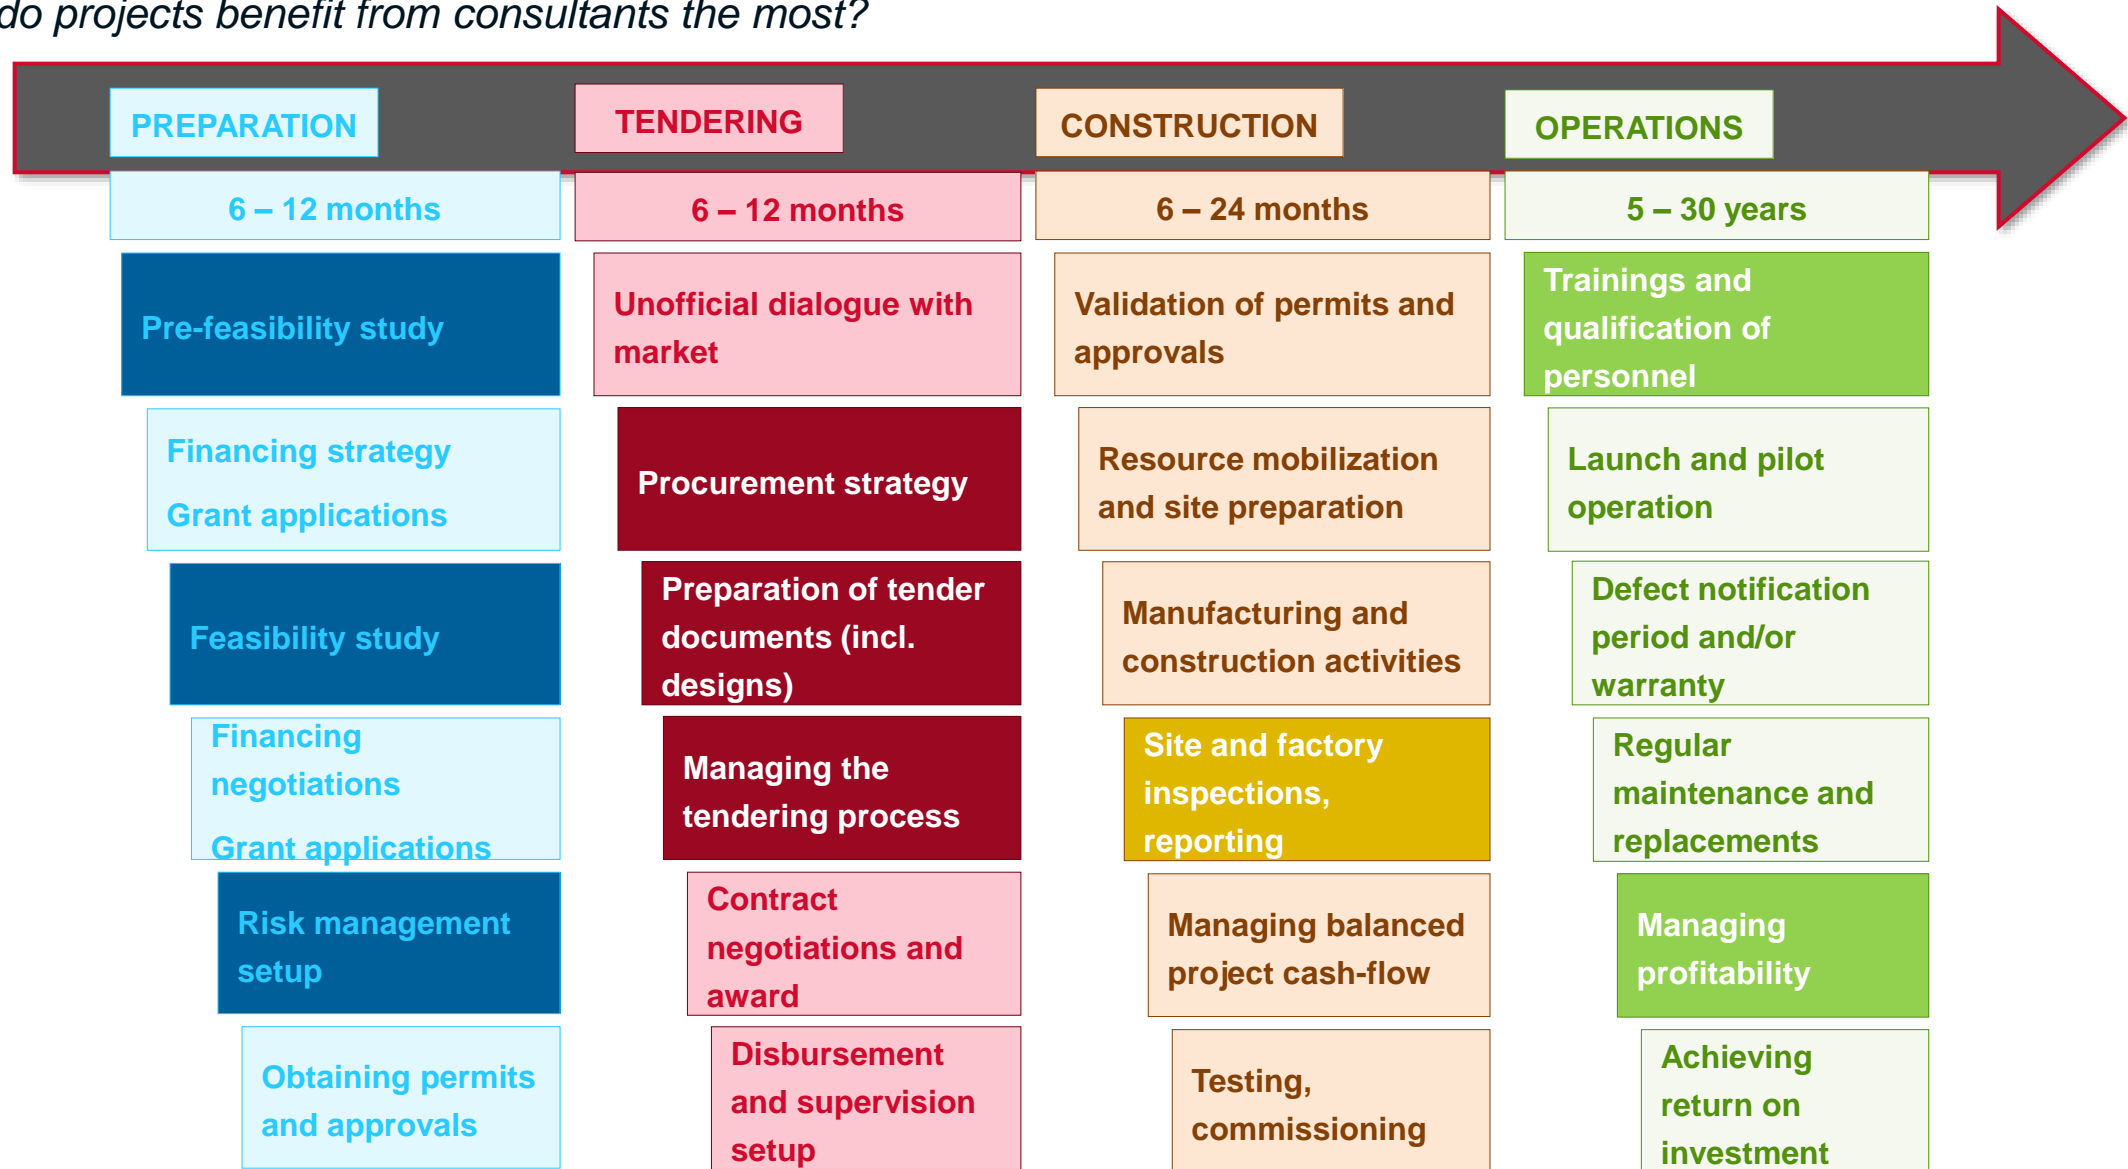 do projects benefit from consultants the most?
PREPARATION
TENDERING
CONSTRUCTION
OPERATIONS
6 – 12 months
6 – 12 months
6 – 24 months
5 – 30 years
Pre-feasibility study
Financing strategy
Grant applications
Feasibility study
Financing
negotiations
Grant applications
Risk management
setup
Obtaining permits
and approvals
Unofficial dialogue with
market
Procurement strategy
Preparation of tender
documents (incl.
designs)
Managing the
tendering process
Contract
negotiations and
award
Disbursement
and supervision
setup
Validation of permits and
approvals
Resource mobilization
and site preparation
Manufacturing and
construction activities
Site and factory
inspections,
reporting
Managing balanced
project cash-flow
Testing,
commissioning
Trainings and
qualification of
personnel
Launch and pilot
operation
Defect notification
period and/or
warranty
Regular
maintenance and
replacements
Managing
profitability
Achieving
return on
investment